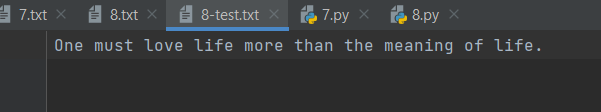 7.txt 8.txt 8-test.txt 7.py 8.py
One must love life more than the meaning of life.